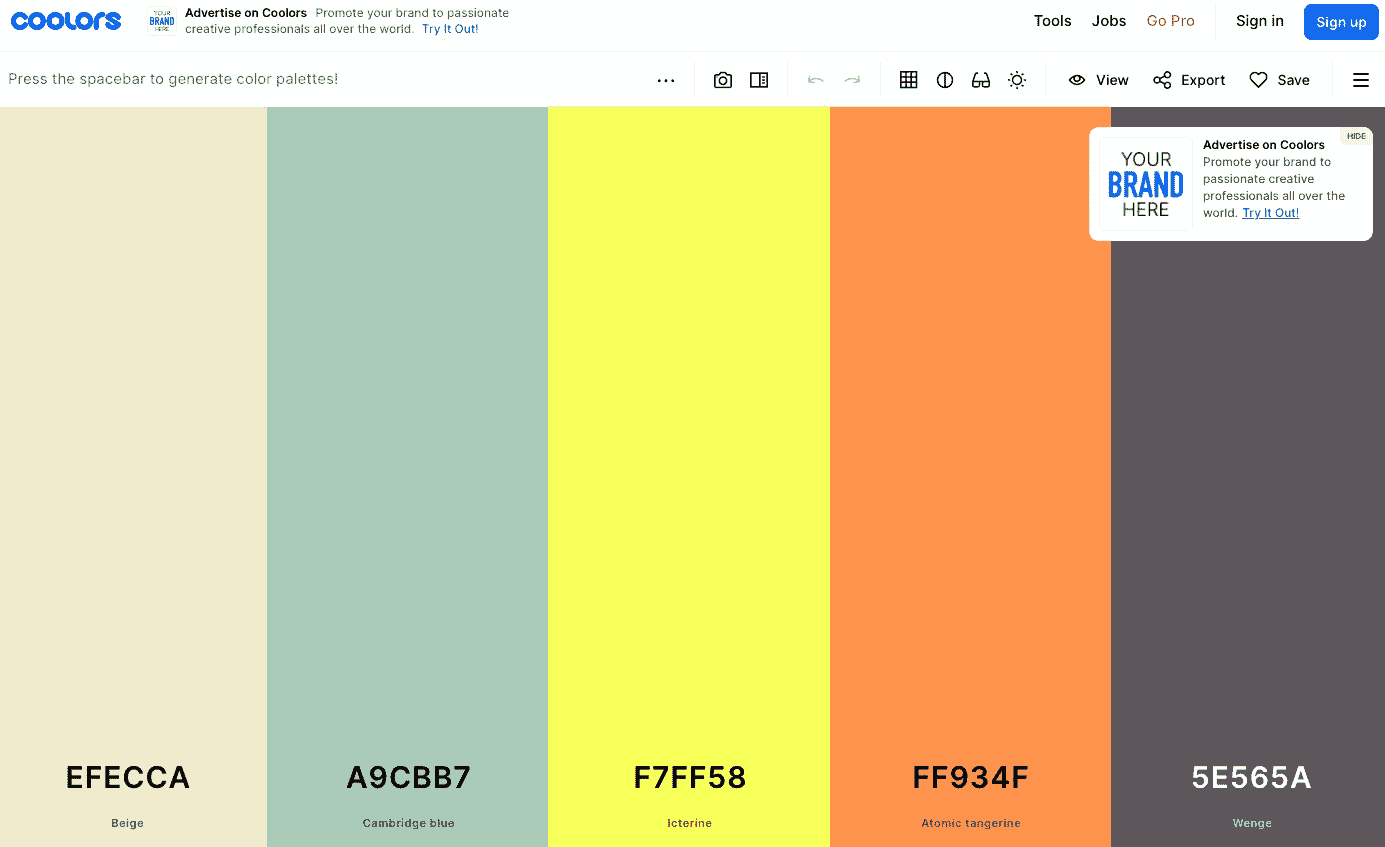 coolors
YOUR
BRAND
HERE
Advertise on Coolors Promote your brand to passionate
creative professionals all over the world. Try It Out!
Tools Jobs Go Pro Sign in Sign up
Press the spacebar to generate color palettes!
View Export Save
HIDE
YOUR
BRAND
HERE
Advertise on Coolors
Promote your brand to
passionate creative
professionals all over the
world. Try It Out!
EFECCA A9CBB7 F7FF58 FF934F 5E565A
Beige Cambridge blue Icterine Atomic tangerine Wenge